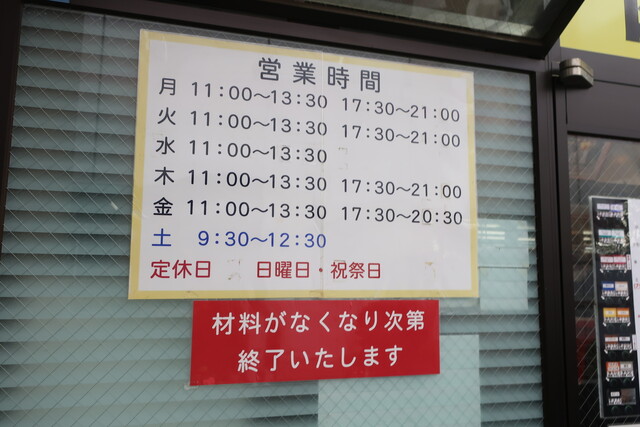 営業時間
月 11:00〜13:30 17:30〜21:00
火 11:00〜13:30 17:30〜21:00
水 11:00〜13:30
木 11:00〜13:30 17:30〜21:00
金 11:00〜13:30 17:30〜20:30
土 9:30〜12:30
定休日 日曜日・祝祭日
材料がなくなり次第
終了いたします